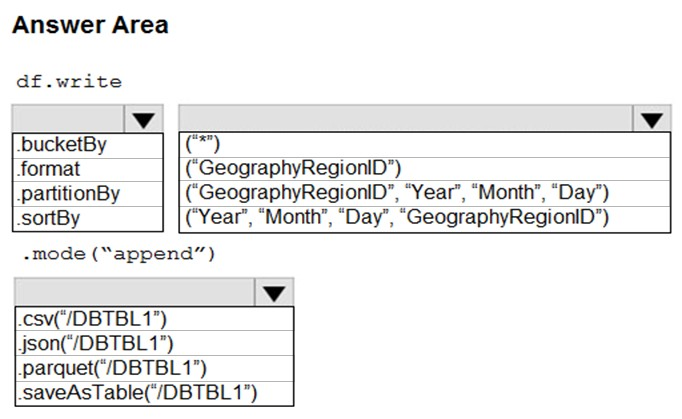 Answer Area
df.write
.bucketBy
.format
.partitionBy
.sortBy
(“*”)
(“GeographyRegionID”)
(“GeographyRegionID”, “Year”, “Month”, “Day”)
(“Year”, “Month”, “Day”, “GeographyRegionID”)
.mode(“append”)
.csv(“/DBTBL1”)
.json(“/DBTBL1”)
.parquet(“/DBTBL1”)
.saveAsTable(“/DBTBL1”)